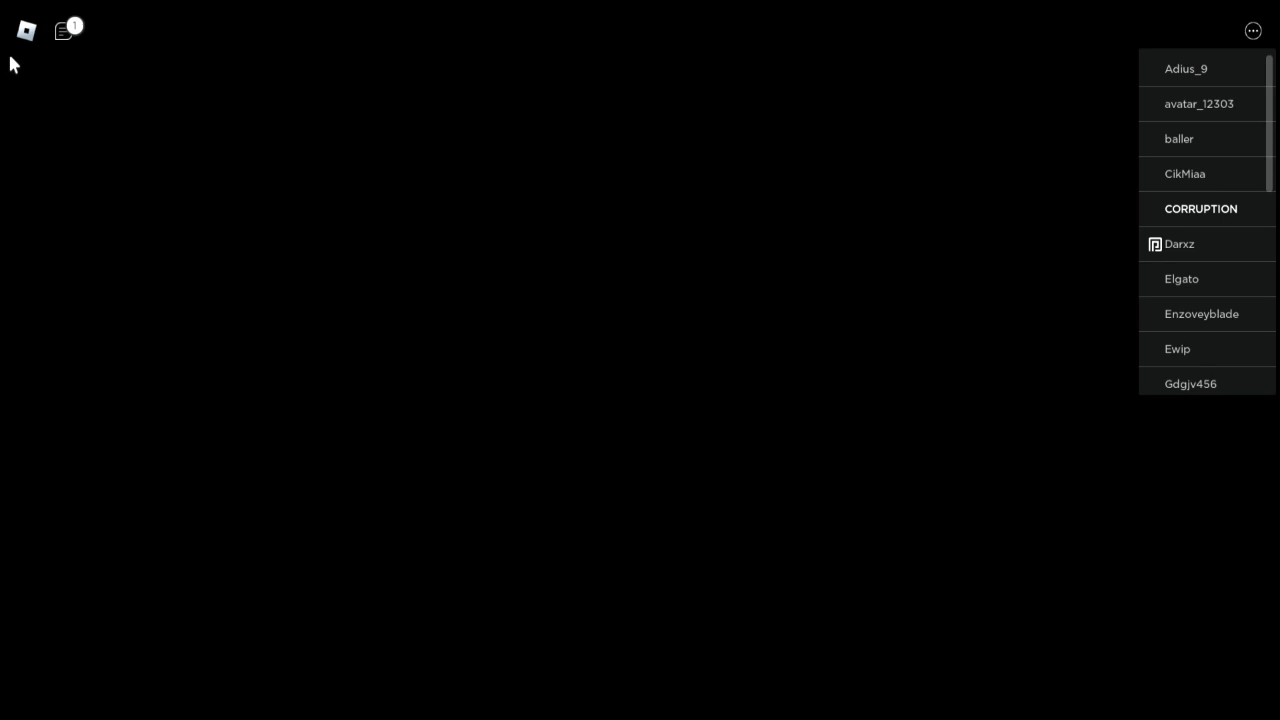 1
Adius_9
avatar_12303
baller
CikMiaa
CORRUPTION
Darxz
Elgato
Enzoveyblade
Ewip
Gdgjv456